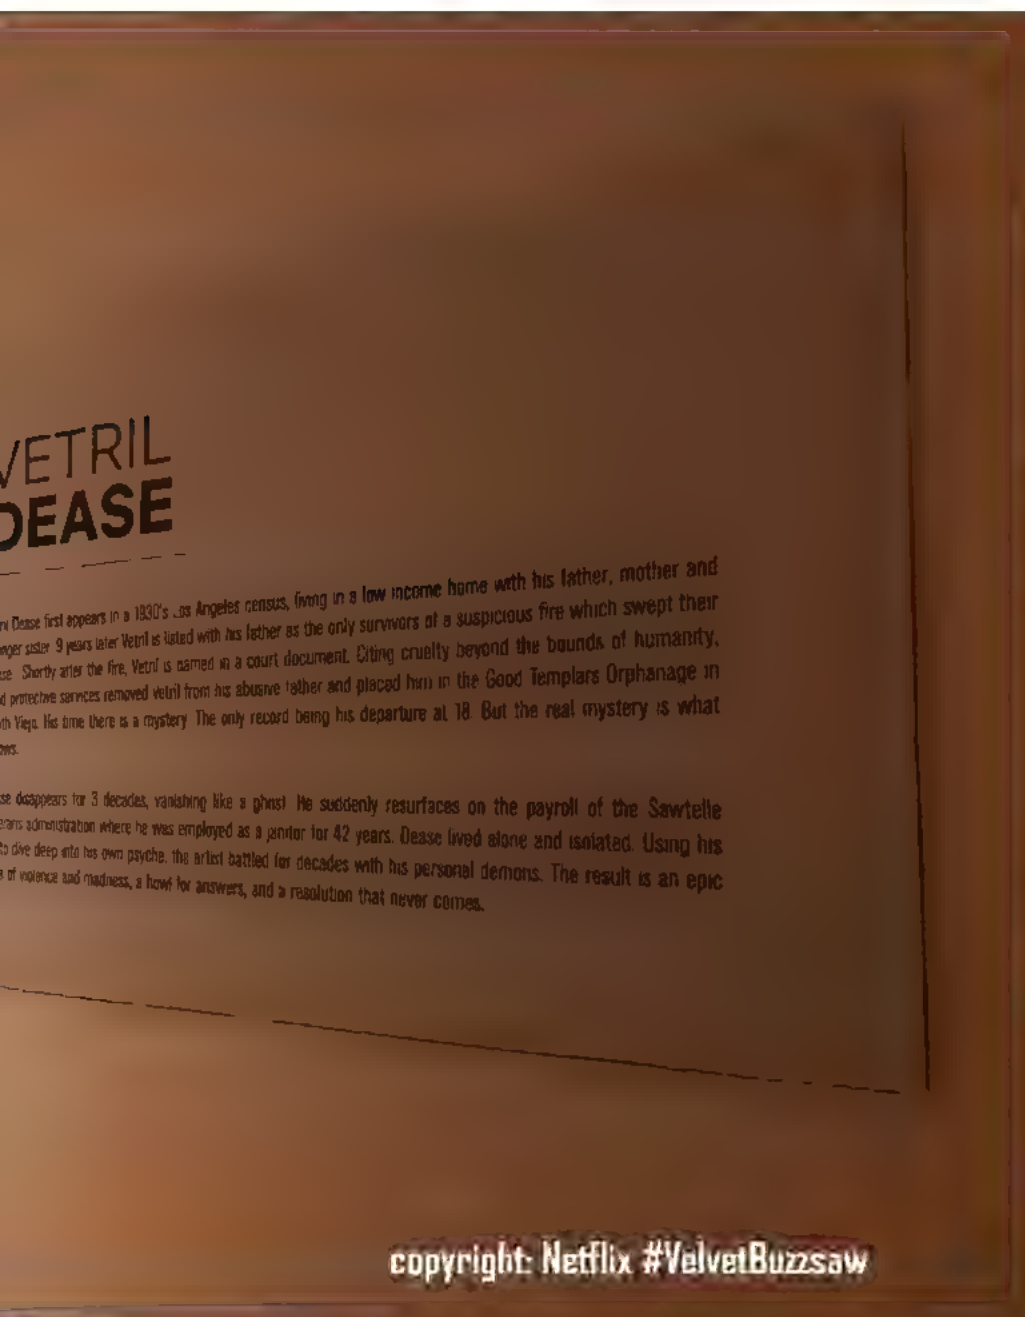 VETRIL
DEASE
Dease first appears in a 1930's Los Angeles census, living in a low income home with his father, mother and
sister 9 years later Vetril is listed with his father as the only survivors of a suspicious fire which swept their
Shortly after the fire, Vetril is named in a court document. Citing cruelty beyond the bounds of humanity,
protective services removed Vetril from his abusive father and placed him in the Good Templars Orphanage in
Viejo. His time there is a mystery. The only record being his departure at 18. But the real mystery is what
disappears for 3 decades, vanishing like a ghost. He suddenly resurfaces on the payroll of the Sawtelle
administration where he was employed as a janitor for 42 years. Dease lived alone and isolated. Using his
to dive deep into his own psyche, the artist battled for decades with his personal demons. The result is an epic
of violence and madness, a howl for answers, and a resolution that never comes.
copyright: Netflix #VelvetBuzzsaw